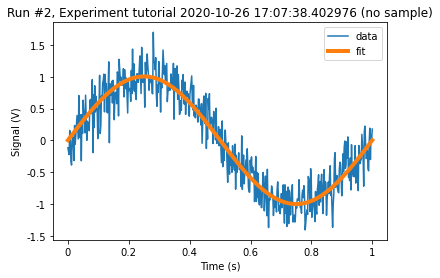 Run #2, Experiment tutorial 2020-10-26 17:07:38.402976 (no sample)
data
fit
Signal (V)
1.5
1
0.5
0
-0.5
-1
-1.5
0
0.2
0.4
0.6
0.8
1
Time (s)